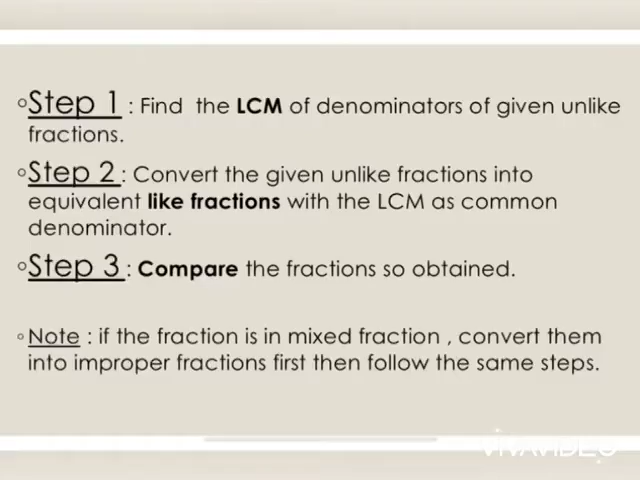 ◦Step 1 : Find the LCM of denominators of given unlike
fractions.
◦Step 2 : Convert the given unlike fractions into
equivalent like fractions with the LCM as common
denominator.
◦Step 3 : Compare the fractions so obtained.
◦Note : if the fraction is in mixed fraction , convert them
into improper fractions first then follow the same steps.
VIVAVIDEO